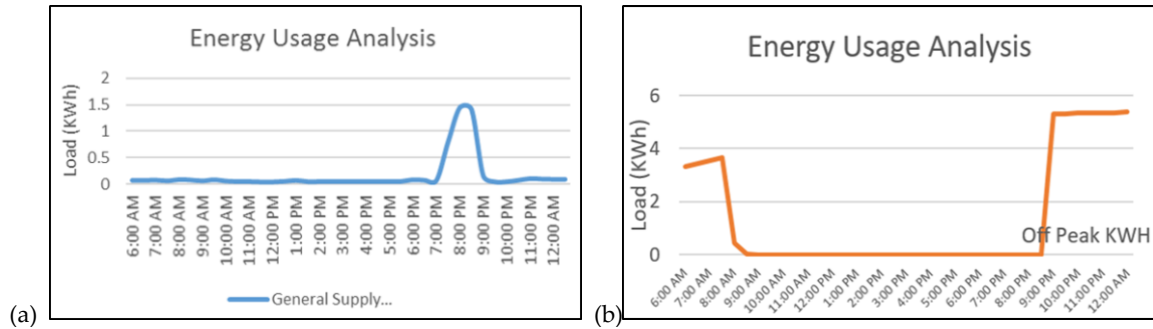 Energy Usage Analysis
Load (KWh)
2
1.5
1
0.5
0
6:00 AM
7:00 AM
8:00 AM
9:00 AM
10:00 AM
11:00 AM
12:00 PM
1:00 PM
2:00 PM
3:00 PM
4:00 PM
5:00 PM
6:00 PM
7:00 PM
8:00 PM
9:00 PM
10:00 PM
11:00 PM
12:00 AM
General Supply...
(a)
Energy Usage Analysis
Load (KWh)
6
4
2
0
Off Peak KWH
6:00 AM
7:00 AM
8:00 AM
9:00 AM
10:00 AM
11:00 AM
12:00 PM
1:00 PM
2:00 PM
3:00 PM
4:00 PM
5:00 PM
6:00 PM
7:00 PM
8:00 PM
9:00 PM
10:00 PM
11:00 PM
12:00 AM
(b)